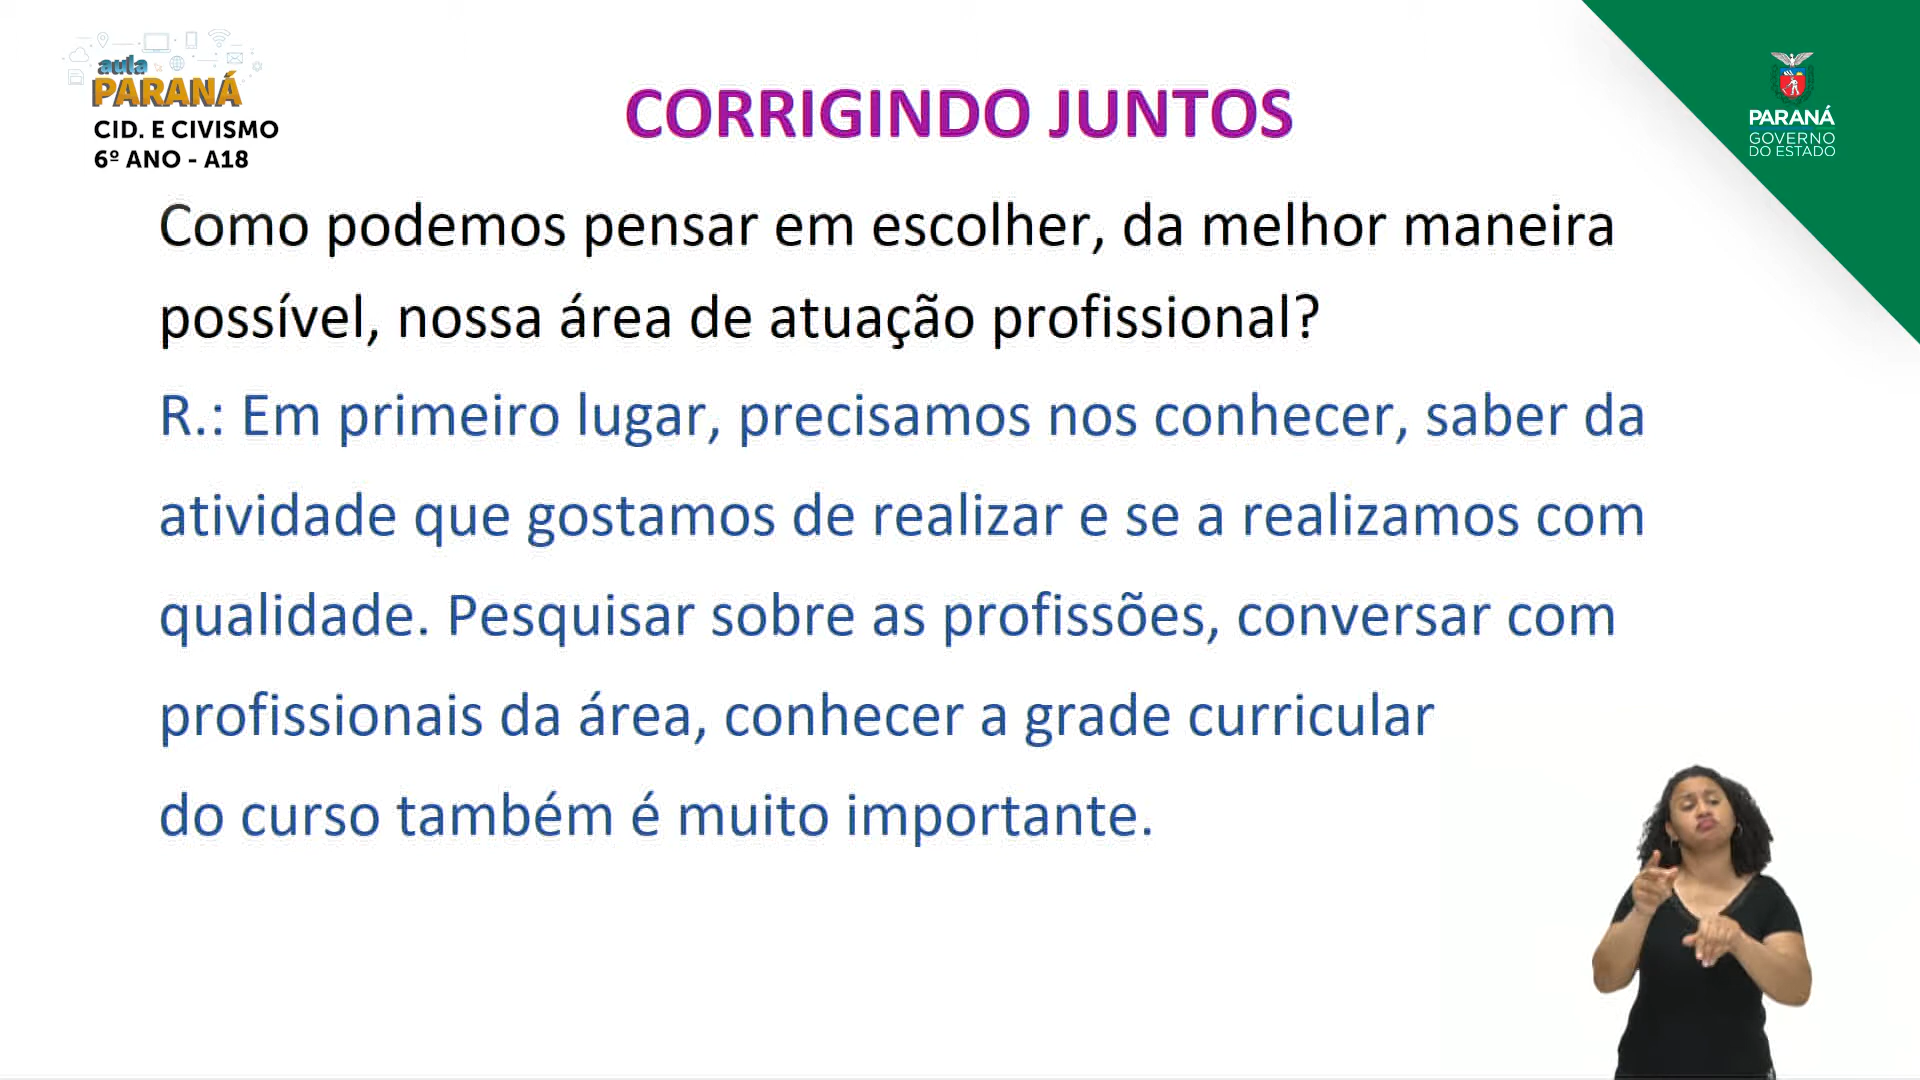 aula
PARANÁ
CID. E CIVISMO
6º ANO - A18
CORRIGINDO JUNTOS
PARANÁ
GOVERNO
DO ESTADO
Como podemos pensar em escolher, da melhor maneira
possível, nossa área de atuação profissional?
R.: Em primeiro lugar, precisamos nos conhecer, saber da
atividade que gostamos de realizar e se a realizamos com
qualidade. Pesquisar sobre as profissões, conversar com
profissionais da área, conhecer a grade curricular
do curso também é muito importante.